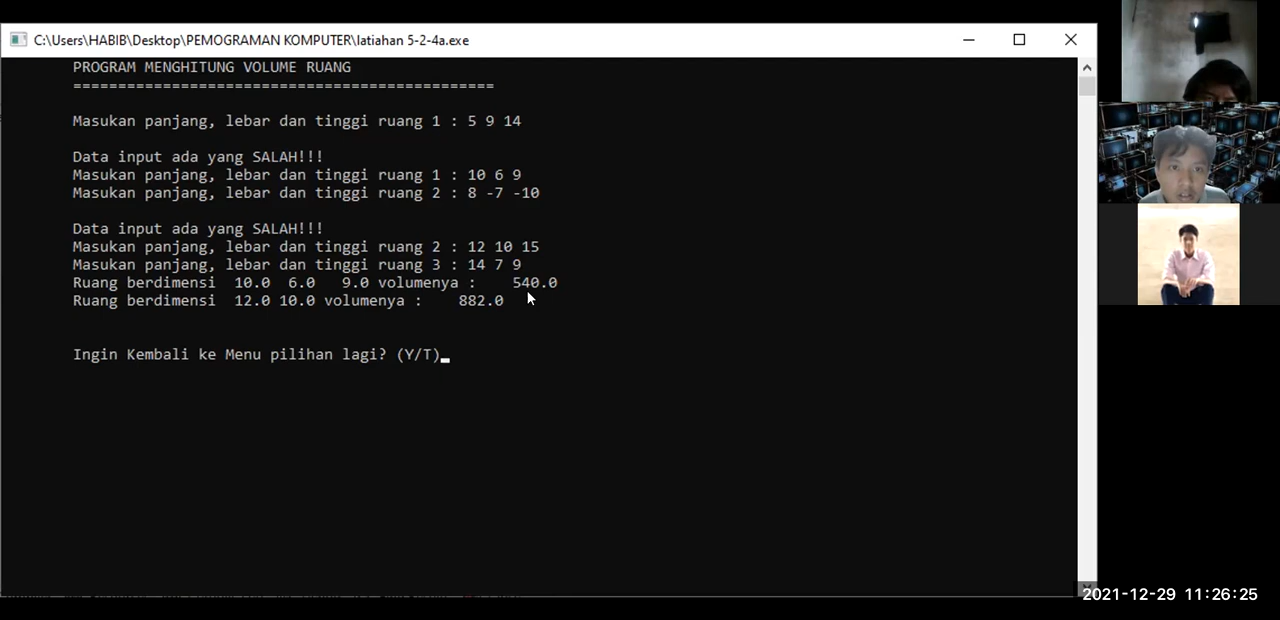 C:\Users\HABIB\Desktop\PEMOGRAMAN KOMPUTER\latiahan 5-2-4a.exe
PROGRAM MENGHITUNG VOLUME RUANG
===============================================
Masukan panjang, lebar dan tinggi ruang 1 : 5 9 14
Data input ada yang SALAH!!!
Masukan panjang, lebar dan tinggi ruang 1 : 10 6 9
Masukan panjang, lebar dan tinggi ruang 2 : 8 -7 -10
Data input ada yang SALAH!!!
Masukan panjang, lebar dan tinggi ruang 2 : 12 10 15
Masukan panjang, lebar dan tinggi ruang 3 : 14 7 9
Ruang berdimensi  10.0  6.0   9.0 volumenya :    540.0
Ruang berdimensi  12.0 10.0 volumenya :    882.0
Ingin Kembali ke Menu pilihan lagi? (Y/T)
2021-12-29 11:26:25